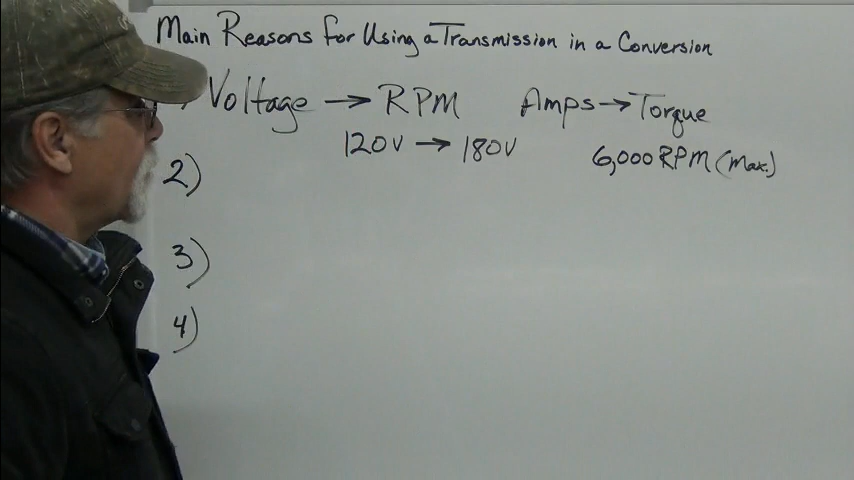 Main Reasons for Using a Transmission in a Conversion
Voltage → RPM Amps → Torque
120V → 180V 6,000 RPM (Max.)
2)
3)
4)